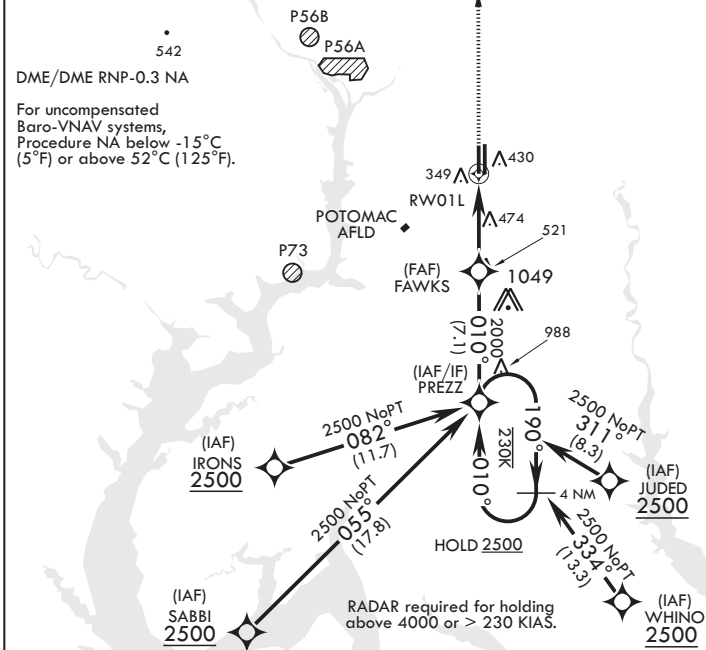 P56B
542
P56A
DME/DME RNP-0.3 NA
For uncompensated
Baro-VNAV systems,
Procedure NA below -15°C
(5°F) or above 52°C (125°F).
430
349
RW01L
POTOMAC
AFLD
474
521
P73
(FAF)
FAWKS
1049
2000
010°
(7.1)
988
(IAF/IF)
PREZZ
2500 NoPT
082°
(11.7)
(IAF)
IRONS
2500
190°
230K
010°
2500 NoPT
311°
(8.3)
(IAF)
JUDED
2500
4 NM
HOLD 2500
2500 NoPT
055°
(17.8)
2500 NoPT
334°
(13.3)
(IAF)
SABBI
2500
RADAR required for holding
above 4000 or > 230 KIAS.
(IAF)
WHINO
2500